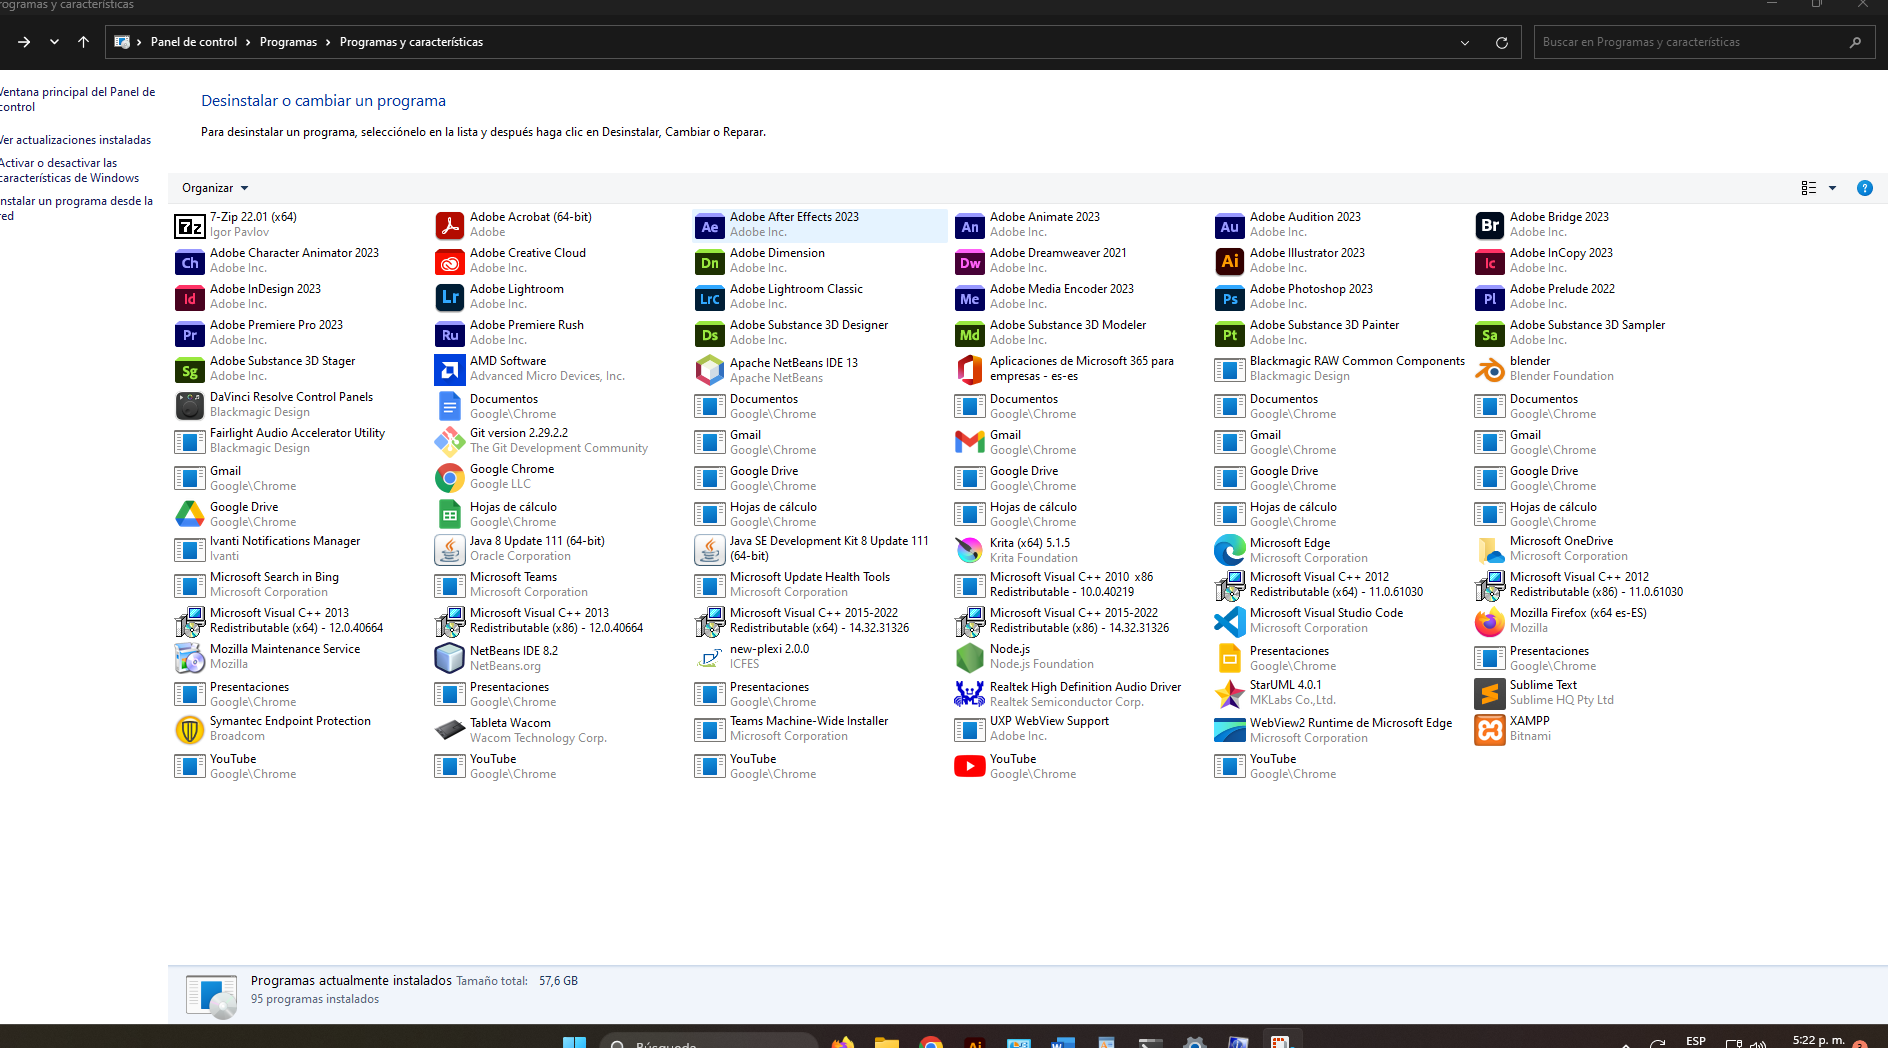 rogramas y características
Panel de control > Programas > Programas y características
Buscar en Programas y características
Ventana principal del Panel de
control
Ver actualizaciones instaladas
Activar o desactivar las
características de Windows
Instalar un programa desde la
red
Desinstalar o cambiar un programa
Para desinstalar un programa, selecciónelo en la lista y después haga clic en Desinstalar, Cambiar o Reparar.
Organizar
7-Zip 22.01 (x64)
Igor Pavlov
Adobe Acrobat (64-bit)
Adobe
Adobe After Effects 2023
Adobe Inc.
Adobe Animate 2023
Adobe Inc.
Adobe Audition 2023
Adobe Inc.
Adobe Bridge 2023
Adobe Inc.
Adobe Character Animator 2023
Adobe Inc.
Adobe Creative Cloud
Adobe Inc.
Adobe Dimension
Adobe Inc.
Adobe Dreamweaver 2021
Adobe Inc.
Adobe Illustrator 2023
Adobe Inc.
Adobe InCopy 2023
Adobe Inc.
Adobe InDesign 2023
Adobe Inc.
Adobe Lightroom
Adobe Inc.
Adobe Lightroom Classic
Adobe Inc.
Adobe Media Encoder 2023
Adobe Inc.
Adobe Photoshop 2023
Adobe Inc.
Adobe Prelude 2022
Adobe Inc.
Adobe Premiere Pro 2023
Adobe Inc.
Adobe Premiere Rush
Adobe Inc.
Adobe Substance 3D Designer
Adobe Inc.
Adobe Substance 3D Modeler
Adobe Inc.
Adobe Substance 3D Painter
Adobe Inc.
Adobe Substance 3D Sampler
Adobe Inc.
Adobe Substance 3D Stager
Adobe Inc.
AMD Software
Advanced Micro Devices, Inc.
Apache NetBeans IDE 13
Apache NetBeans
Aplicaciones de Microsoft 365 para
empresas - es-es
Blackmagic RAW Common Components
Blackmagic Design
blender
Blender Foundation
DaVinci Resolve Control Panels
Blackmagic Design
Documentos
Google\Chrome
Documentos
Google\Chrome
Documentos
Google\Chrome
Documentos
Google\Chrome
Documentos
Google\Chrome
Fairlight Audio Accelerator Utility
Blackmagic Design
Git version 2.29.2.2
The Git Development Community
Gmail
Google\Chrome
Gmail
Google\Chrome
Gmail
Google\Chrome
Gmail
Google\Chrome
Gmail
Google\Chrome
Google Chrome
Google LLC
Google Drive
Google\Chrome
Google Drive
Google\Chrome
Google Drive
Google\Chrome
Google Drive
Google\Chrome
Google Drive
Google\Chrome
Hojas de cálculo
Google\Chrome
Hojas de cálculo
Google\Chrome
Hojas de cálculo
Google\Chrome
Hojas de cálculo
Google\Chrome
Hojas de cálculo
Google\Chrome
Ivanti Notifications Manager
Ivanti
Java 8 Update 111 (64-bit)
Oracle Corporation
Java SE Development Kit 8 Update 111
(64-bit)
Krita (x64) 5.1.5
Krita Foundation
Microsoft Edge
Microsoft Corporation
Microsoft OneDrive
Microsoft Corporation
Microsoft Search in Bing
Microsoft Corporation
Microsoft Teams
Microsoft Corporation
Microsoft Update Health Tools
Microsoft Corporation
Microsoft Visual C++ 2010 x86
Redistributable - 10.0.40219
Microsoft Visual C++ 2012
Redistributable (x64) - 11.0.61030
Microsoft Visual C++ 2012
Redistributable (x86) - 11.0.61030
Microsoft Visual C++ 2013
Redistributable (x64) - 12.0.40664
Microsoft Visual C++ 2013
Redistributable (x86) - 12.0.40664
Microsoft Visual C++ 2015-2022
Redistributable (x64) - 14.32.31326
Microsoft Visual C++ 2015-2022
Redistributable (x86) - 14.32.31326
Microsoft Visual Studio Code
Microsoft Corporation
Mozilla Firefox (x64 es-ES)
Mozilla
Mozilla Maintenance Service
Mozilla
NetBeans IDE 8.2
NetBeans.org
new-plexi 2.0.0
ICFES
Node.js
Node.js Foundation
Presentaciones
Google\Chrome
Presentaciones
Google\Chrome
Presentaciones
Google\Chrome
Presentaciones
Google\Chrome
Presentaciones
Google\Chrome
Realtek High Definition Audio Driver
Realtek Semiconductor Corp.
StarUML 4.0.1
MKLabs Co.,Ltd.
Sublime Text
Sublime HQ Pty Ltd
Symantec Endpoint Protection
Broadcom
Tableta Wacom
Wacom Technology Corp.
Teams Machine-Wide Installer
Microsoft Corporation
UXP WebView Support
Adobe Inc.
WebView2 Runtime de Microsoft Edge
Microsoft Corporation
XAMPP
Bitnami
YouTube
Google\Chrome
YouTube
Google\Chrome
YouTube
Google\Chrome
YouTube
Google\Chrome
YouTube
Google\Chrome
Programas actualmente instalados Tamaño total: 57,6 GB
95 programas instalados
Búsqueda
ESP
5:22 p. m.